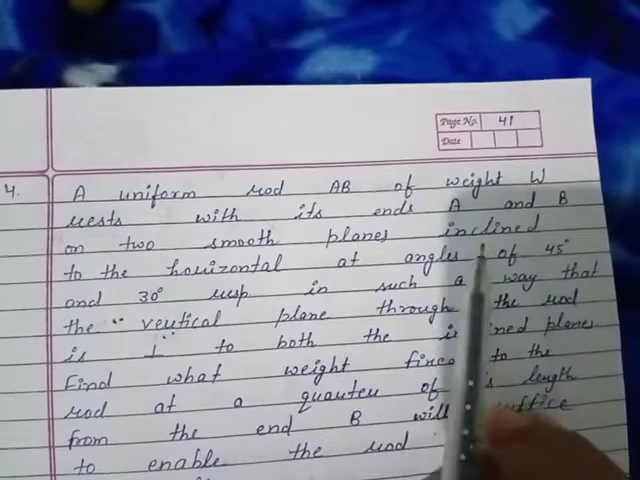 Page No. 41
Date
4. A uniform rod AB of weight W
rests with its ends A and B
on two smooth planes inclined
to the horizontal at angles of 45°
and 30° resp in such a way that
the vertical plane through the rod
is ⊥ to both the planes.
Find what weight to the
rod at a quarter of length
from the end B will suffice
to enable the rod